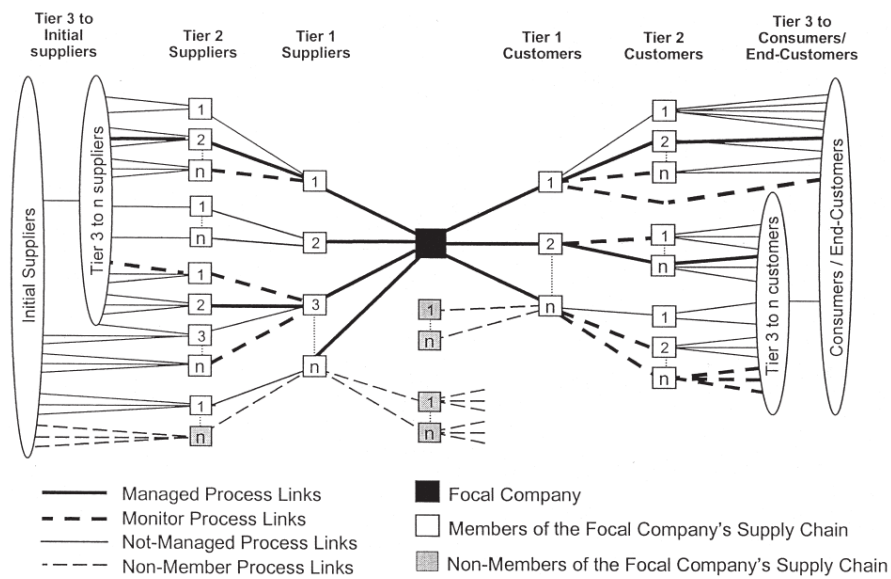 Tier 3 to
Initial
suppliers
Tier 2
Suppliers
Tier 1
Suppliers
Tier 1
Customers
Tier 2
Customers
Tier 3 to
Consumers/
End-Customers
Initial Suppliers
Tier 3 to n suppliers
1
2
n
1
n
1
2
3
n
1
n
1
2
3
n
1
n
1
n
1
2
n
1
2
n
1
n
1
2
n
Tier 3 to n customers
Consumers / End-Customers
Managed Process Links
Monitor Process Links
Not-Managed Process Links
Non-Member Process Links
Focal Company
Members of the Focal Company's Supply Chain
Non-Members of the Focal Company's Supply Chain